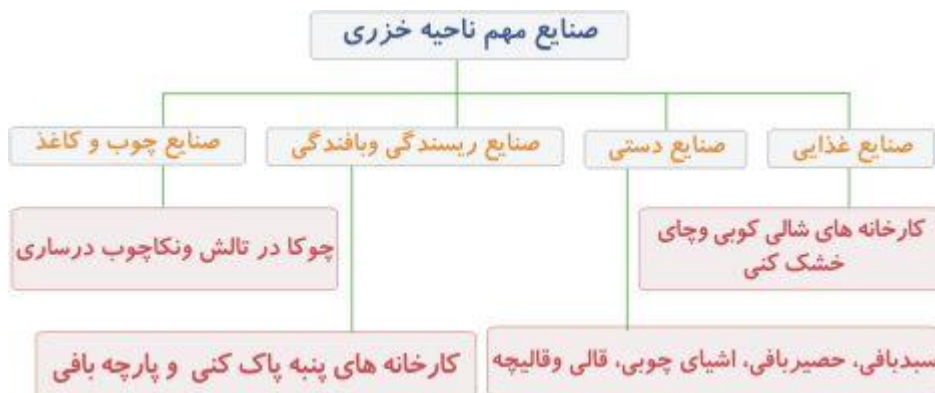 صنایع مهم ناحیه خزری
صنایع غذایی
صنایع دستی
صنایع ریسندگی وبافندگی
صنایع چوب و کاغذ
کارخانه های شالی کوبی وچای
خشک کنی
چوکا در تالش ونکاچوب درساری
سبدبافی، حصیربافی، اشیای چوبی، قالی وقالیچه
کارخانه های پنبه پاک کنی و پارچه بافی